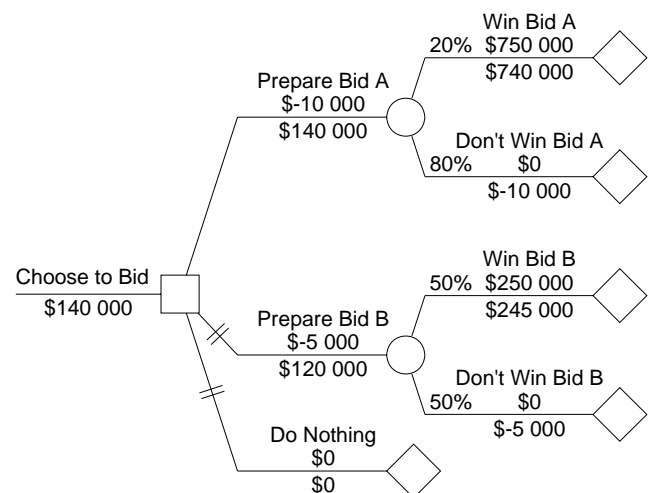 Win Bid A
20% $750 000
$740 000
Prepare Bid A
$-10 000
$140 000
Don't Win Bid A
80% $0
$-10 000
Choose to Bid
$140 000
Win Bid B
50% $250 000
$245 000
Prepare Bid B
$-5 000
$120 000
Don't Win Bid B
50% $0
$-5 000
Do Nothing
$0
$0